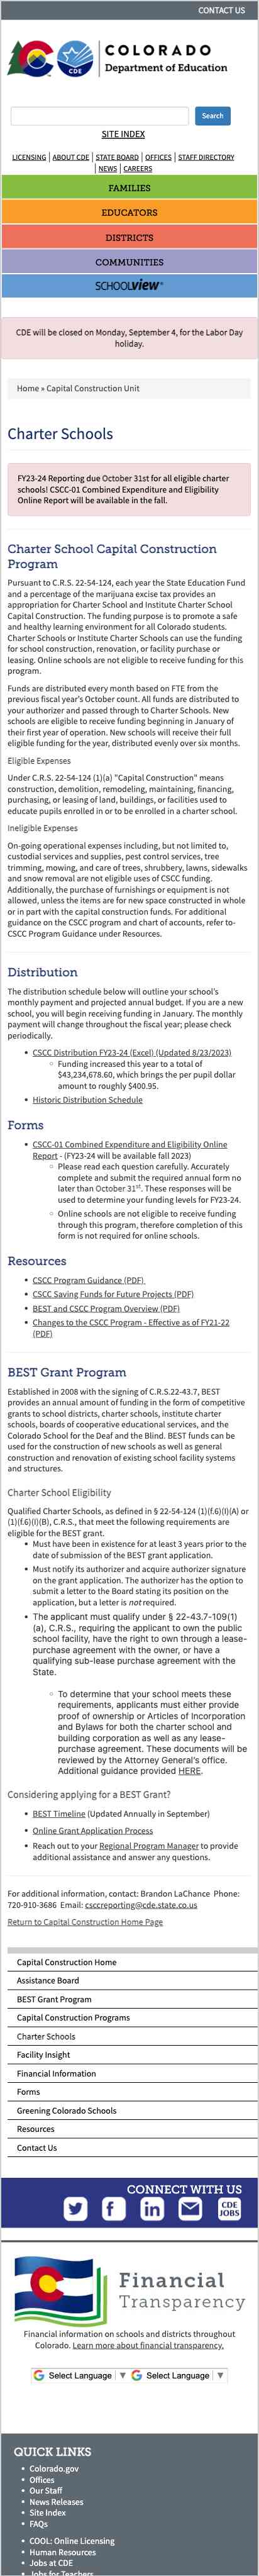 CONTACT US
COLORADO
Department of Education
CDE
Search
SITE INDEX
LICENSING | ABOUT CDE | STATE BOARD | OFFICES | STAFF DIRECTORY
| NEWS | CAREERS
FAMILIES
EDUCATORS
DISTRICTS
COMMUNITIES
SCHOOLVIEW
CDE will be closed on Monday, September 4, for the Labor Day
holiday.
Home » Capital Construction Unit
Charter Schools
FY23-24 Reporting due October 31st for all eligible charter
schools! CSCC-01 Combined Expenditure and Eligibility
Online Report will be available in the fall.
Charter School Capital Construction
Program
Pursuant to C.R.S. 22-54-124, each year the State Education Fund
and a percentage of the marijuana excise tax provides an
appropriation for Charter School and Institute Charter School
Capital Construction. The funding purpose is to promote a safe
and healthy learning environment for all Colorado students.
Charter Schools or Institute Charter Schools can use the funding
for school construction, renovation, or facility purchase or
leasing. Online schools are not eligible to receive funding for this
program.
Funds are distributed every month based on FTE from the
previous fiscal year's October count. All funds are distributed to
your authorizer and passed through to Charter Schools. New
schools are eligible to receive funding beginning in January of
their first year of operation. New schools will receive their full
eligible funding for the year, distributed evenly over six months.
Eligible Expenses
Under C.R.S. 22-54-124 (1)(a) "Capital Construction" means
construction, demolition, remodeling, maintaining, financing,
purchasing, or leasing of land, buildings, or facilities used to
educate pupils enrolled in or to be enrolled in a charter school.
Ineligible Expenses
On-going operational expenses including, but not limited to,
custodial services and supplies, pest control services, tree
trimming, mowing, and care of trees, shrubbery, lawns, sidewalks
and snow removal are not eligible uses of CSCC funding.
Additionally, the purchase of furnishings or equipment is not
allowed, unless the items are for new space constructed in whole
or in part with the capital construction funds. For additional
guidance on the CSCC program and chart of accounts, refer to
CSCC Program Guidance under Resources.
Distribution
The distribution schedule below will outline your school's
monthly payment and projected annual budget. If you are a new
school, you will begin receiving funding in January. The monthly
payment will change throughout the fiscal year; please check
periodically.
• CSCC Distribution FY23-24 (Excel) (Updated 8/23/2023)
◦ Funding increased this year to a total of
$43,234,678.60, which brings the per pupil dollar
amount to roughly $400.95.
• Historic Distribution Schedule
Forms
• CSCC-01 Combined Expenditure and Eligibility Online
Report - (FY23-24 will be available fall 2023)
◦ Please read each question carefully. Accurately
complete and submit the required annual form no
later than October 31st. These responses will be
used to determine your funding levels for FY23-24.
◦ Online schools are not eligible to receive funding
through this program, therefore completion of this
form is not required for online schools.
Resources
• CSCC Program Guidance (PDF)
• CSCC Saving Funds for Future Projects (PDF)
• BEST and CSCC Program Overview (PDF)
• Changes to the CSCC Program - Effective as of FY21-22
(PDF)
BEST Grant Program
Established in 2008 with the signing of C.R.S.22-43.7, BEST
provides an annual amount of funding in the form of competitive
grants to school districts, charter schools, institute charter
schools, boards of cooperative educational services, and the
Colorado School for the Deaf and the Blind. BEST funds can be
used for the construction of new schools as well as general
construction and renovation of existing school facility systems
and structures.
Charter School Eligibility
Qualified Charter Schools, as defined in § 22-54-124 (1)(f.6)(I)(A) or
(1)(f.6)(I)(B), C.R.S., that meet the following requirements are
eligible for the BEST grant.
• Must have been in existence for at least 3 years prior to the
date of submission of the BEST grant application.
• Must notify its authorizer and acquire authorizer signature
on the grant application. The authorizer has the option to
submit a letter to the Board stating its position on the
application, but a letter is not required.
• The applicant must qualify under § 22-43.7-109(1)
(a), C.R.S., requiring the applicant to own the public
school facility, have the right to own through a lease-
purchase agreement with the owner, or have a
qualifying sub-lease purchase agreement with the
State.
◦ To determine that your school meets these
requirements, applicants must either provide
proof of ownership or Articles of Incorporation
and Bylaws for both the charter school and any
building corporation as well as any lease-
purchase agreement. These documents will be
reviewed by the Attorney General's office.
Additional guidance provided HERE.
Considering applying for a BEST Grant?
• BEST Timeline (Updated Annually in September)
• Online Grant Application Process
• Reach out to your Regional Program Manager to provide
additional assistance and answer any questions.
For additional information, contact: Brandon LaChance Phone:
720-910-3686 Email: csccreporting@cde.state.co.us
Return to Capital Construction Home Page
Capital Construction Home
Assistance Board
BEST Grant Program
Capital Construction Programs
Charter Schools
Facility Insight
Financial Information
Forms
Greening Colorado Schools
Resources
Contact Us
CONNECT WITH US
CDE
JOBS
Financial
Transparency
Financial information on schools and districts throughout
Colorado. Learn more about financial transparency.
Select Language ▼ Select Language ▼
QUICK LINKS
• Colorado.gov
• Offices
• Our Staff
• News Releases
• Site Index
• FAQs
• COOL: Online Licensing
• Human Resources
• Jobs at CDE
• Jobs for Teachers